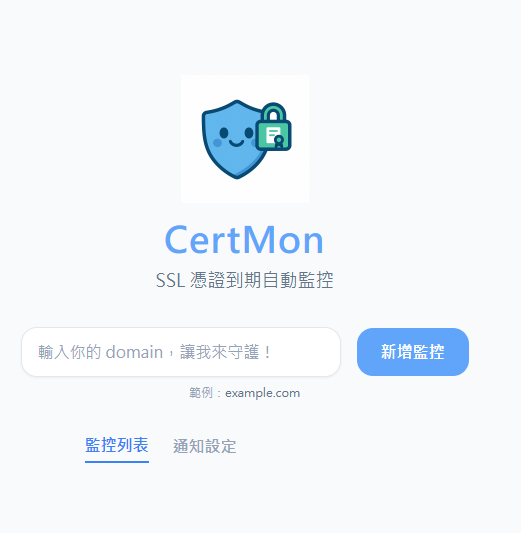 CertMon
SSL 憑證到期自動監控
輸入你的 domain，讓我來守護！
新增監控
範例：example.com
監控列表
通知設定